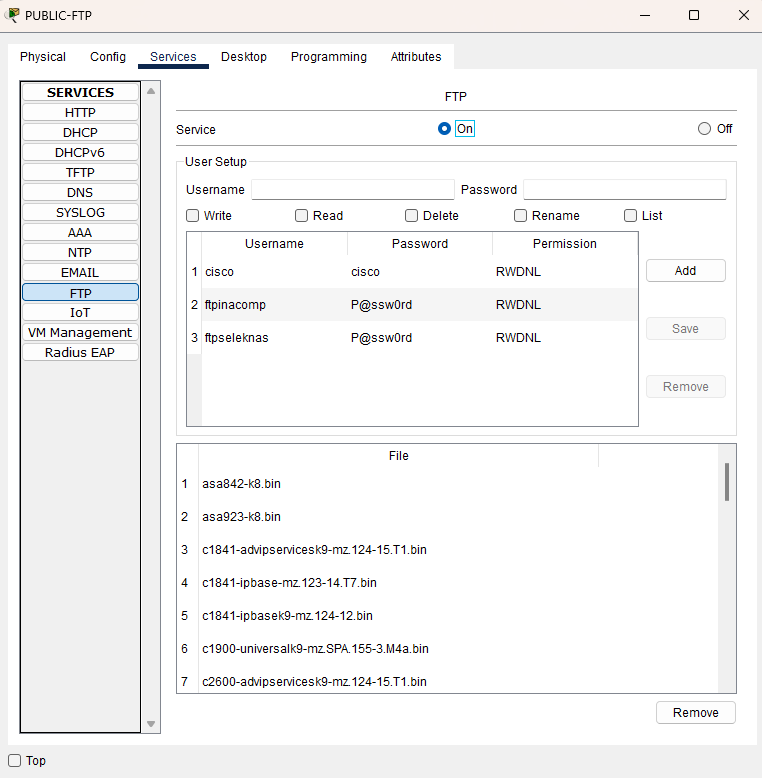 PUBLIC-FTP
Physical Config Services Desktop Programming Attributes
SERVICES
HTTP
DHCP
DHCPv6
TFTP
DNS
SYSLOG
AAA
NTP
EMAIL
FTP
IoT
VM Management
Radius EAP
FTP
Service On Off
User Setup
Username Password
Write Read Delete Rename List
Username Password Permission
1 cisco cisco RWDNL
2 ftpinacomp P@ssw0rd RWDNL
3 ftpseleknas P@ssw0rd RWDNL
Add
Save
Remove
File
1 asa842-k8.bin
2 asa923-k8.bin
3 c1841-advipservicesk9-mz.124-15.T1.bin
4 c1841-ipbase-mz.123-14.T7.bin
5 c1841-ipbasek9-mz.124-12.bin
6 c1900-universalk9-mz.SPA.155-3.M4a.bin
7 c2600-advipservicesk9-mz.124-15.T1.bin
Remove
Top